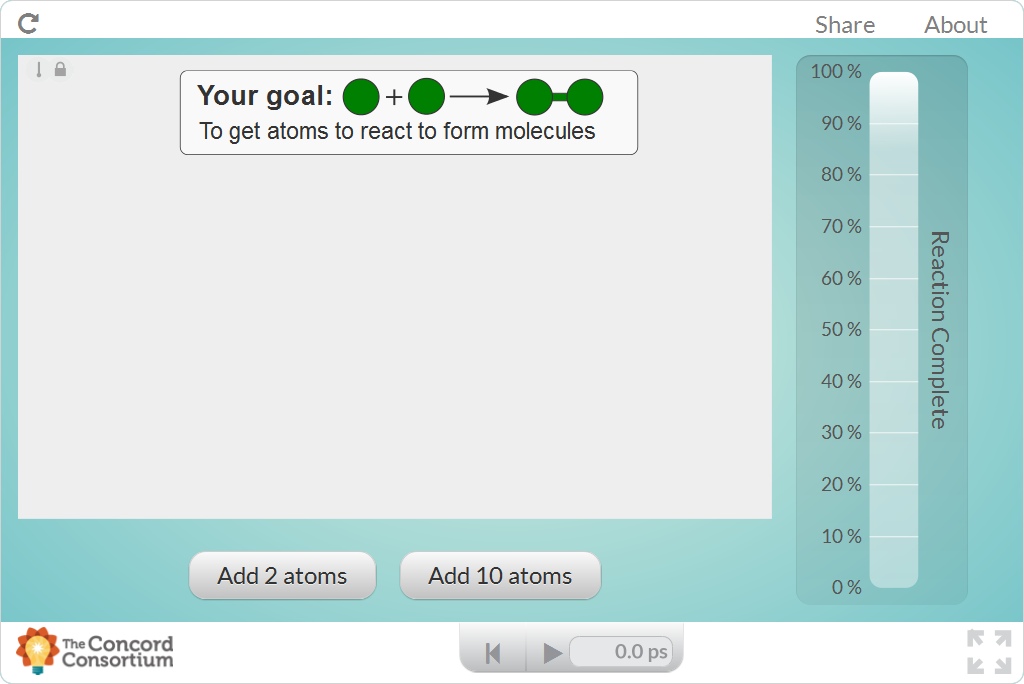 Share
About
Your goal: +
To get atoms to react to form molecules
100 %
90 %
80 %
70 %
60 %
50 %
40 %
30 %
20 %
10 %
0 %
Reaction Complete
Add 2 atoms
Add 10 atoms
The Concord
Consortium
0.0 ps